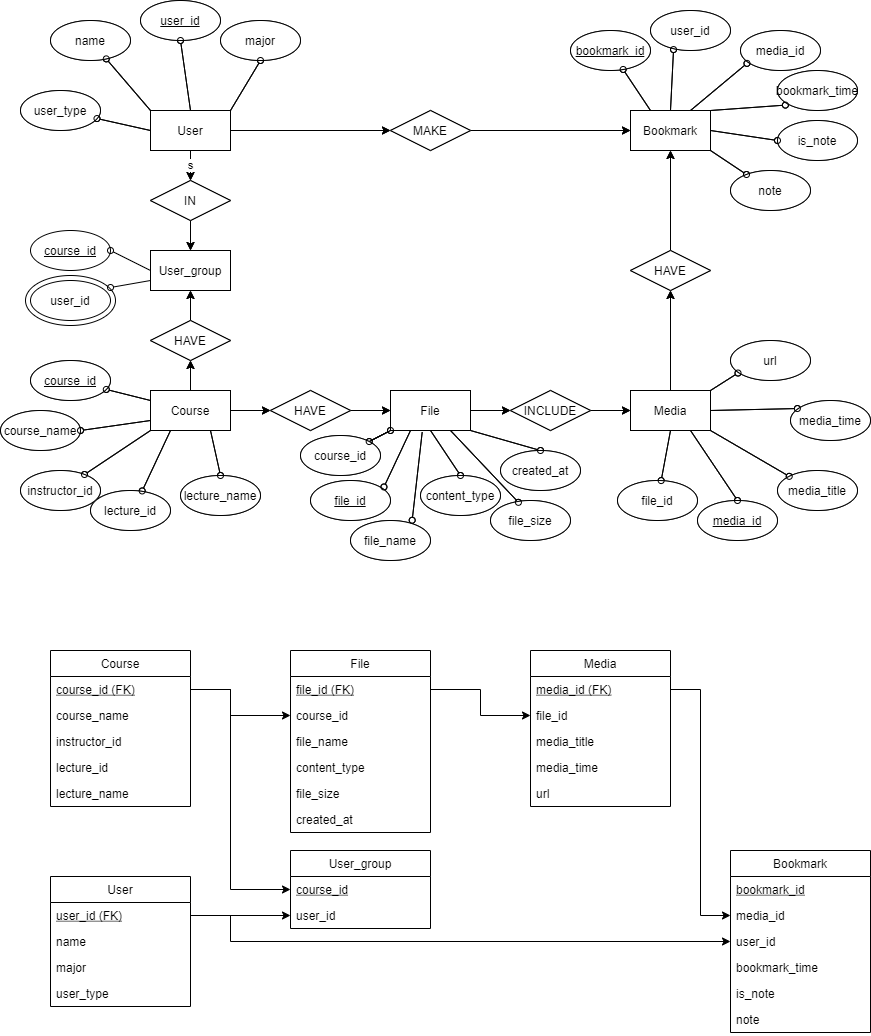 user_id
name
major
user_type
User
MAKE
bookmark_id
user_id
media_id
bookmark_time
is_note
note
Bookmark
s
IN
course_id
user_id
User_group
HAVE
HAVE
course_id
course_name
instructor_id
lecture_id
lecture_name
Course
HAVE
File
course_id
file_id
file_name
content_type
file_size
created_at
INCLUDE
Media
url
media_time
media_title
media_id
file_id
Course
course_id (FK)
course_name
instructor_id
lecture_id
lecture_name
File
file_id (FK)
course_id
file_name
content_type
file_size
created_at
Media
media_id (FK)
file_id
media_title
media_time
url
User_group
course_id
user_id
User
user_id (FK)
name
major
user_type
Bookmark
bookmark_id
media_id
user_id
bookmark_time
is_note
note